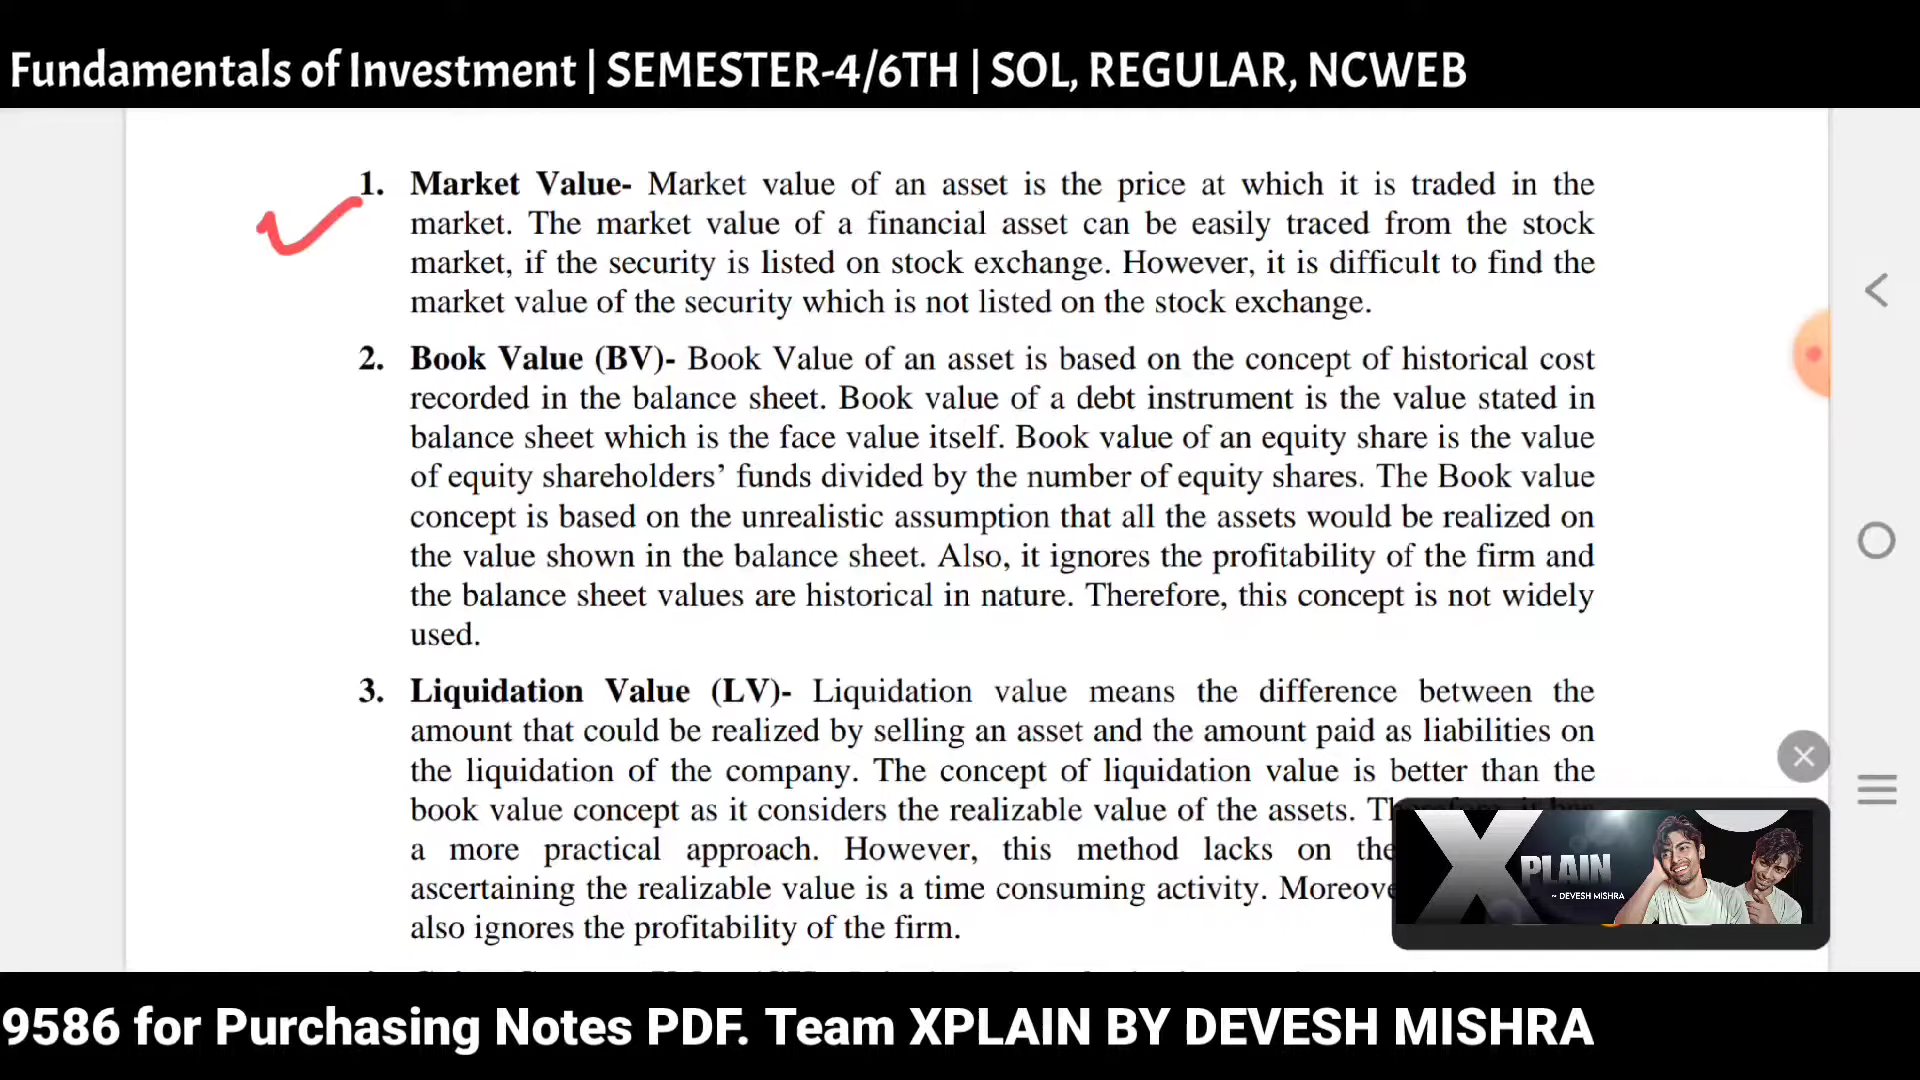 Fundamentals of Investment | SEMESTER-4/6TH | SOL, REGULAR, NCWEB
1. Market Value- Market value of an asset is the price at which it is traded in the
market. The market value of a financial asset can be easily traced from the stock
market, if the security is listed on stock exchange. However, it is difficult to find the
market value of the security which is not listed on the stock exchange.
2. Book Value (BV)- Book Value of an asset is based on the concept of historical cost
recorded in the balance sheet. Book value of a debt instrument is the value stated in
balance sheet which is the face value itself. Book value of an equity share is the value
of equity shareholders’ funds divided by the number of equity shares. The Book value
concept is based on the unrealistic assumption that all the assets would be realized on
the value shown in the balance sheet. Also, it ignores the profitability of the firm and
the balance sheet values are historical in nature. Therefore, this concept is not widely
used.
3. Liquidation Value (LV)- Liquidation value means the difference between the
amount that could be realized by selling an asset and the amount paid as liabilities on
the liquidation of the company. The concept of liquidation value is better than the
book value concept as it considers the realizable value of the assets.
a more practical approach. However, this method lacks on the
ascertaining the realizable value is a time consuming activity.
also ignores the profitability of the firm.
XPLAIN
~ DEVESH MISHRA
9586 for Purchasing Notes PDF. Team XPLAIN BY DEVESH MISHRA